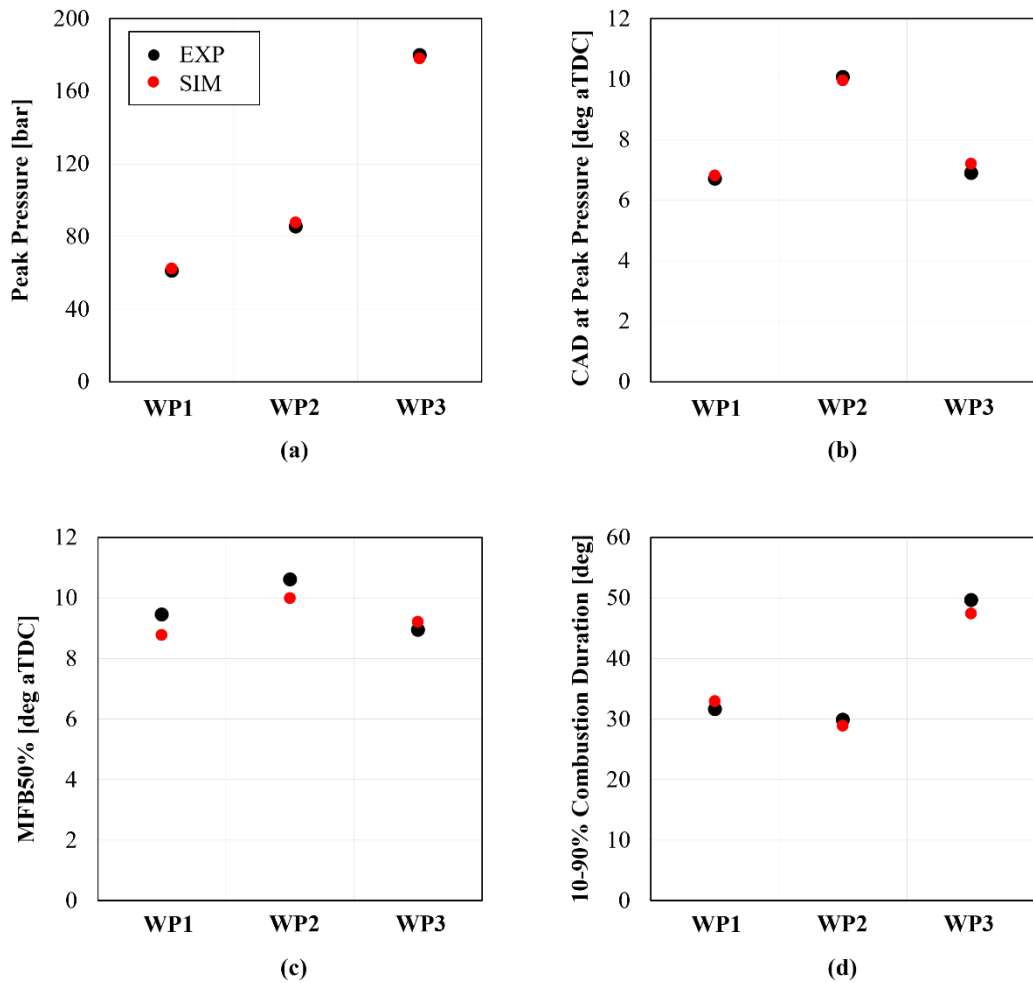 200
160
120
80
40
0
Peak Pressure [bar]
EXP
SIM
WP1 WP2 WP3
(a)
12
10
8
6
4
2
0
CAD at Peak Pressure [deg aTDC]
WP1 WP2 WP3
(b)
12
10
8
6
4
2
0
MFB50% [deg aTDC]
WP1 WP2 WP3
(c)
60
50
40
30
20
10
0
10-90% Combustion Duration [deg]
WP1 WP2 WP3
(d)